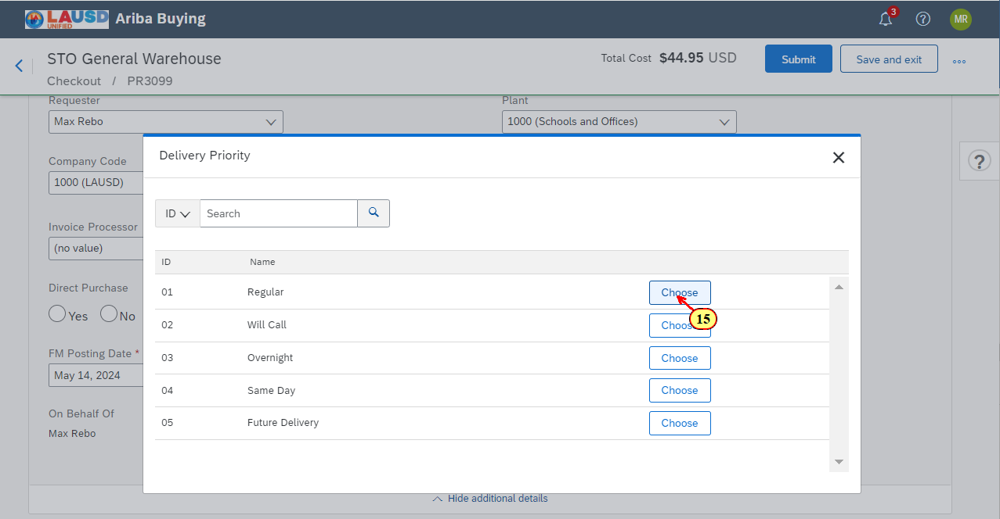 LAUSD
UNIFIED
Ariba Buying
3
MR
STO General Warehouse
Total Cost $44.95 USD
Submit
Save and exit
Checkout / PR3099
Requester
Plant
Max Rebo
1000 (Schools and Offices)
Delivery Priority
Company Code
1000 (LAUSD)
?
ID
Search
Invoice Processor
(no value)
ID Name
01 Regular Choose
15
02 Will Call Choose
03 Overnight Choose
04 Same Day Choose
05 Future Delivery Choose
Direct Purchase
Yes No
FM Posting Date *
May 14, 2024
On Behalf Of
Max Rebo
Hide additional details